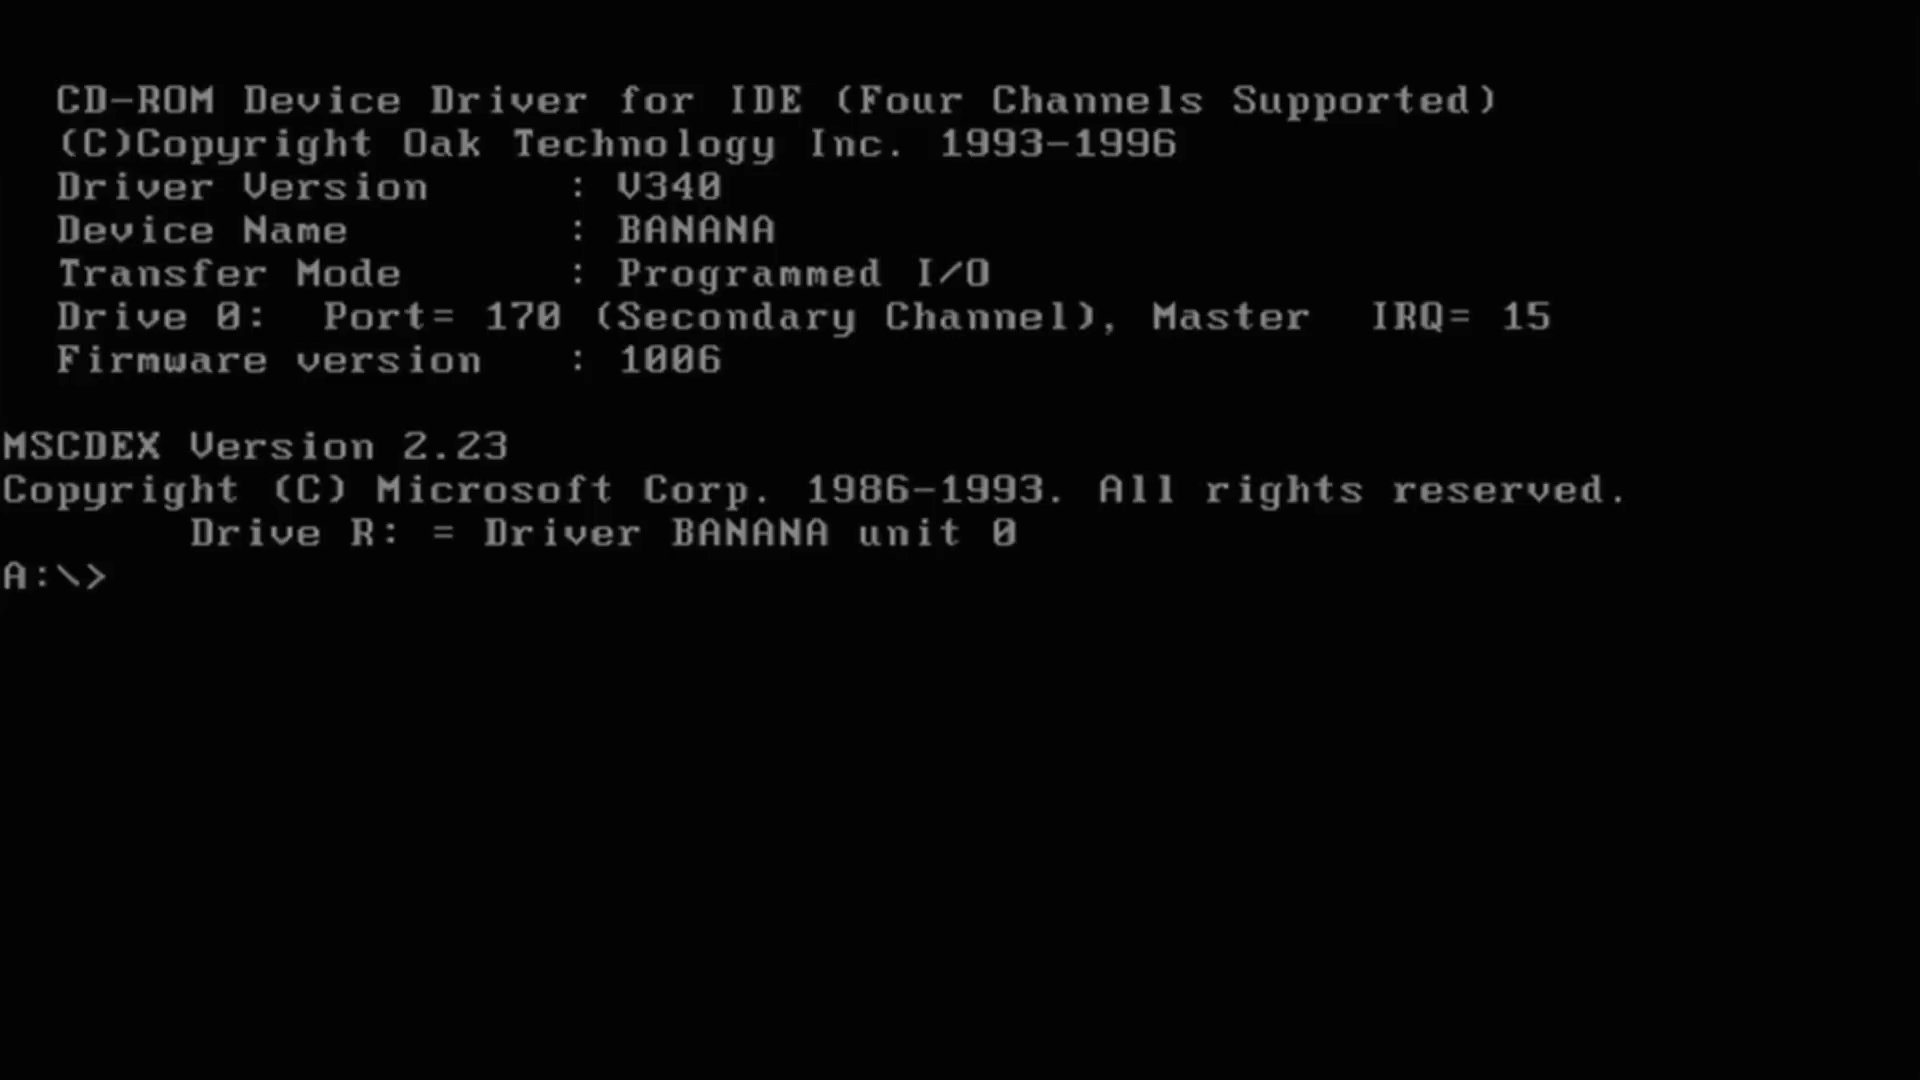 CD-ROM Device Driver for IDE (Four Channels Supported)
(C)Copyright Oak Technology Inc. 1993-1996
Driver Version : V340
Device Name : BANANA
Transfer Mode : Programmed I/O
Drive 0: Port= 170 (Secondary Channel), Master IRQ= 15
Firmware version : 1006
MSCDEX Version 2.23
Copyright (C) Microsoft Corp. 1986-1993. All rights reserved.
Drive R: = Driver BANANA unit 0
A:\>